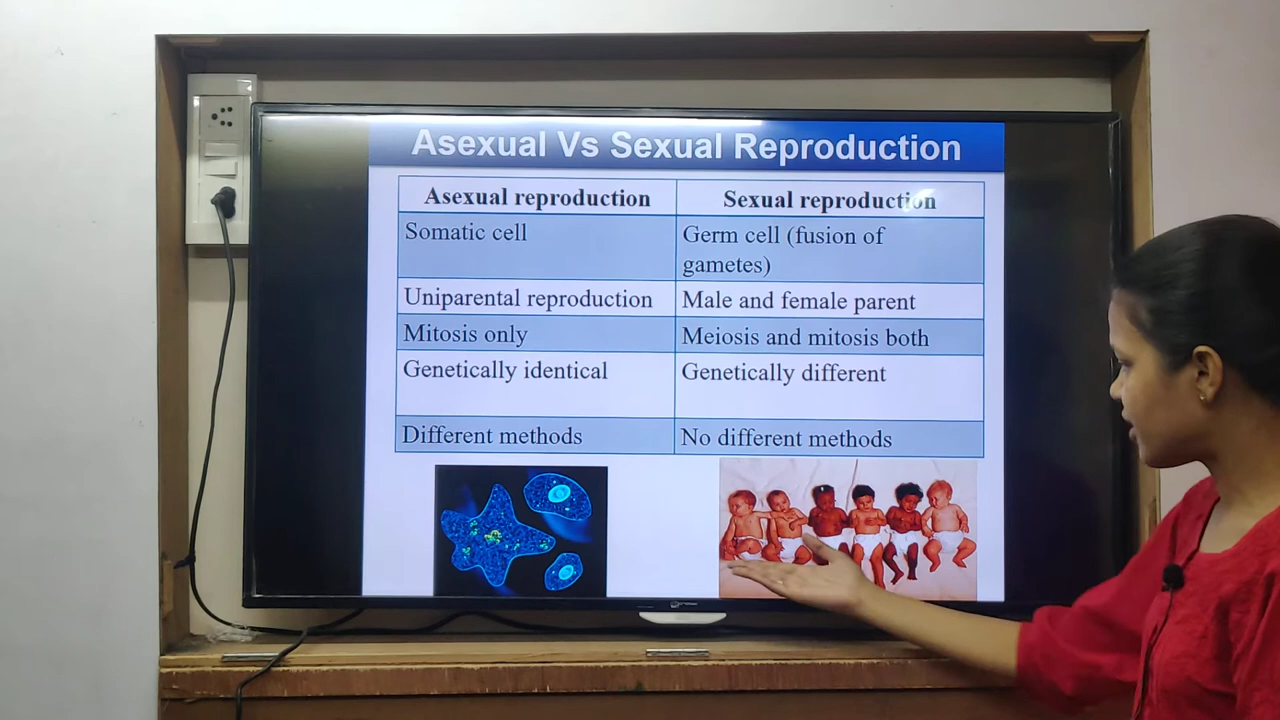 Asexual Vs Sexual Reproduction
Asexual reproduction
Sexual reproduction
Somatic cell
Germ cell (fusion of
gametes)
Uniparental reproduction
Male and female parent
Mitosis only
Meiosis and mitosis both
Genetically identical
Genetically different
Different methods
No different methods